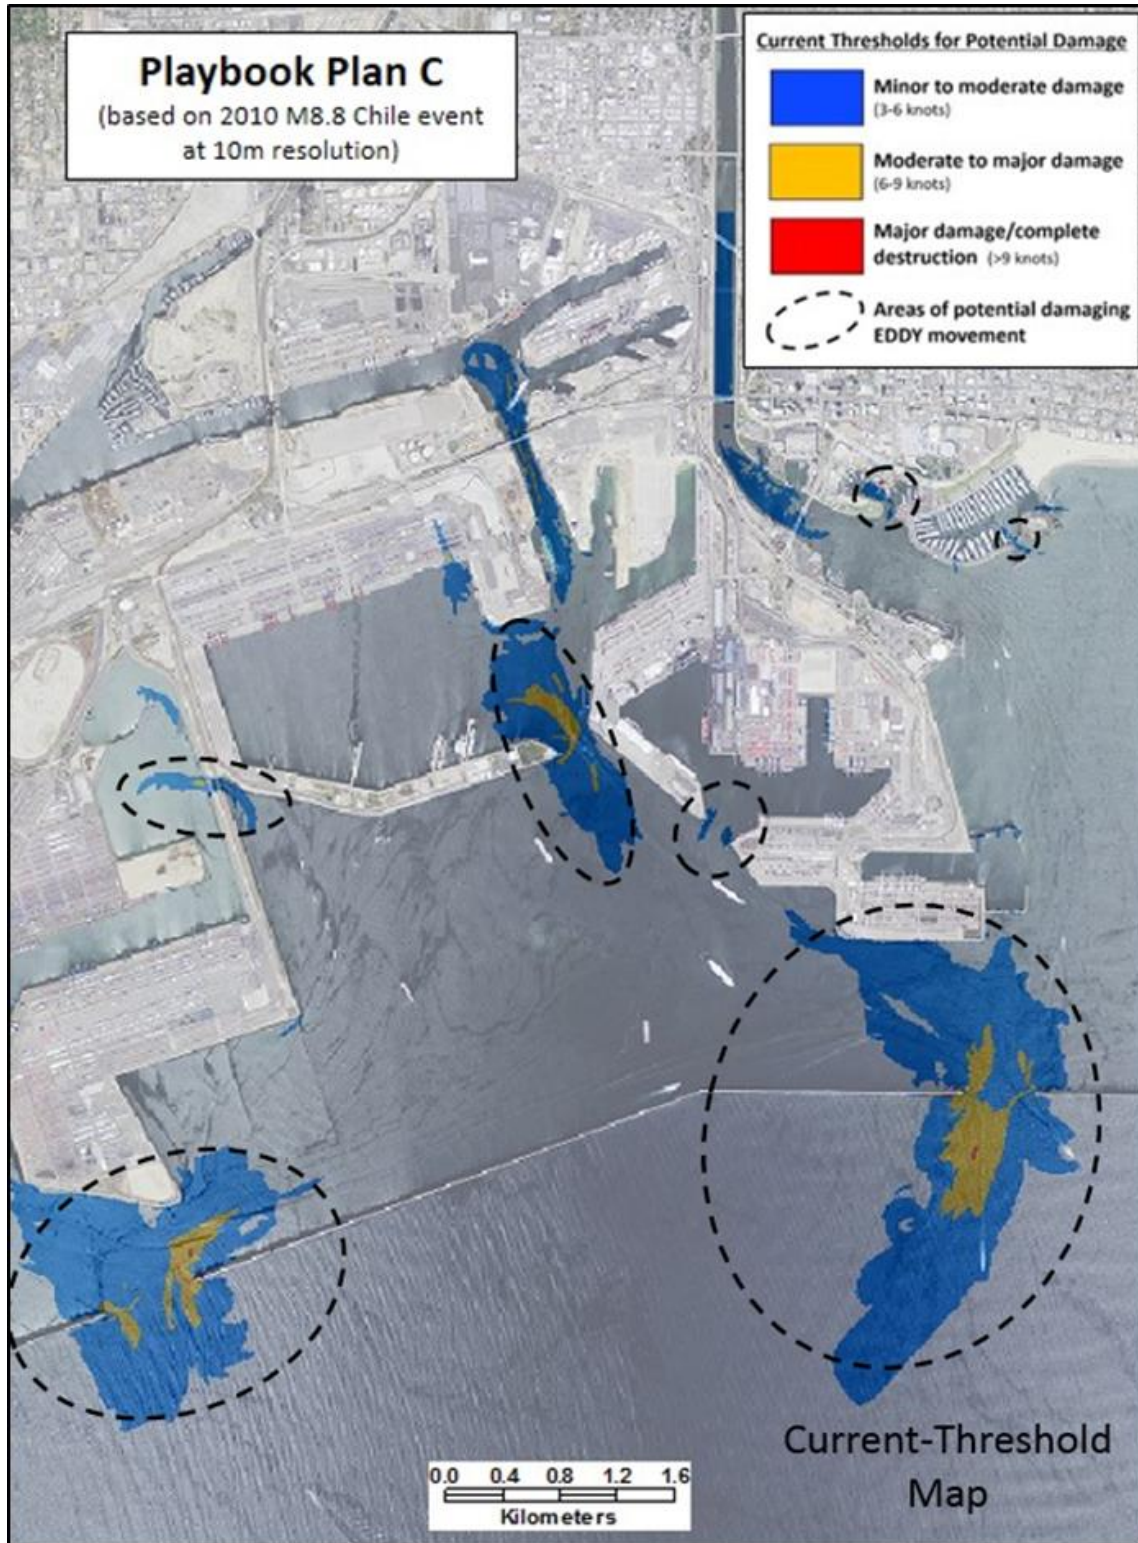 Playbook Plan C
(based on 2010 M8.8 Chile event
at 10m resolution)
Current Thresholds for Potential Damage
Minor to moderate damage
(3-6 knots)
Moderate to major damage
(6-9 knots)
Major damage/complete
destruction (>9 knots)
Areas of potential damaging
EDDY movement
Current-Threshold
Map
0.0 0.4 0.8 1.2 1.6
Kilometers